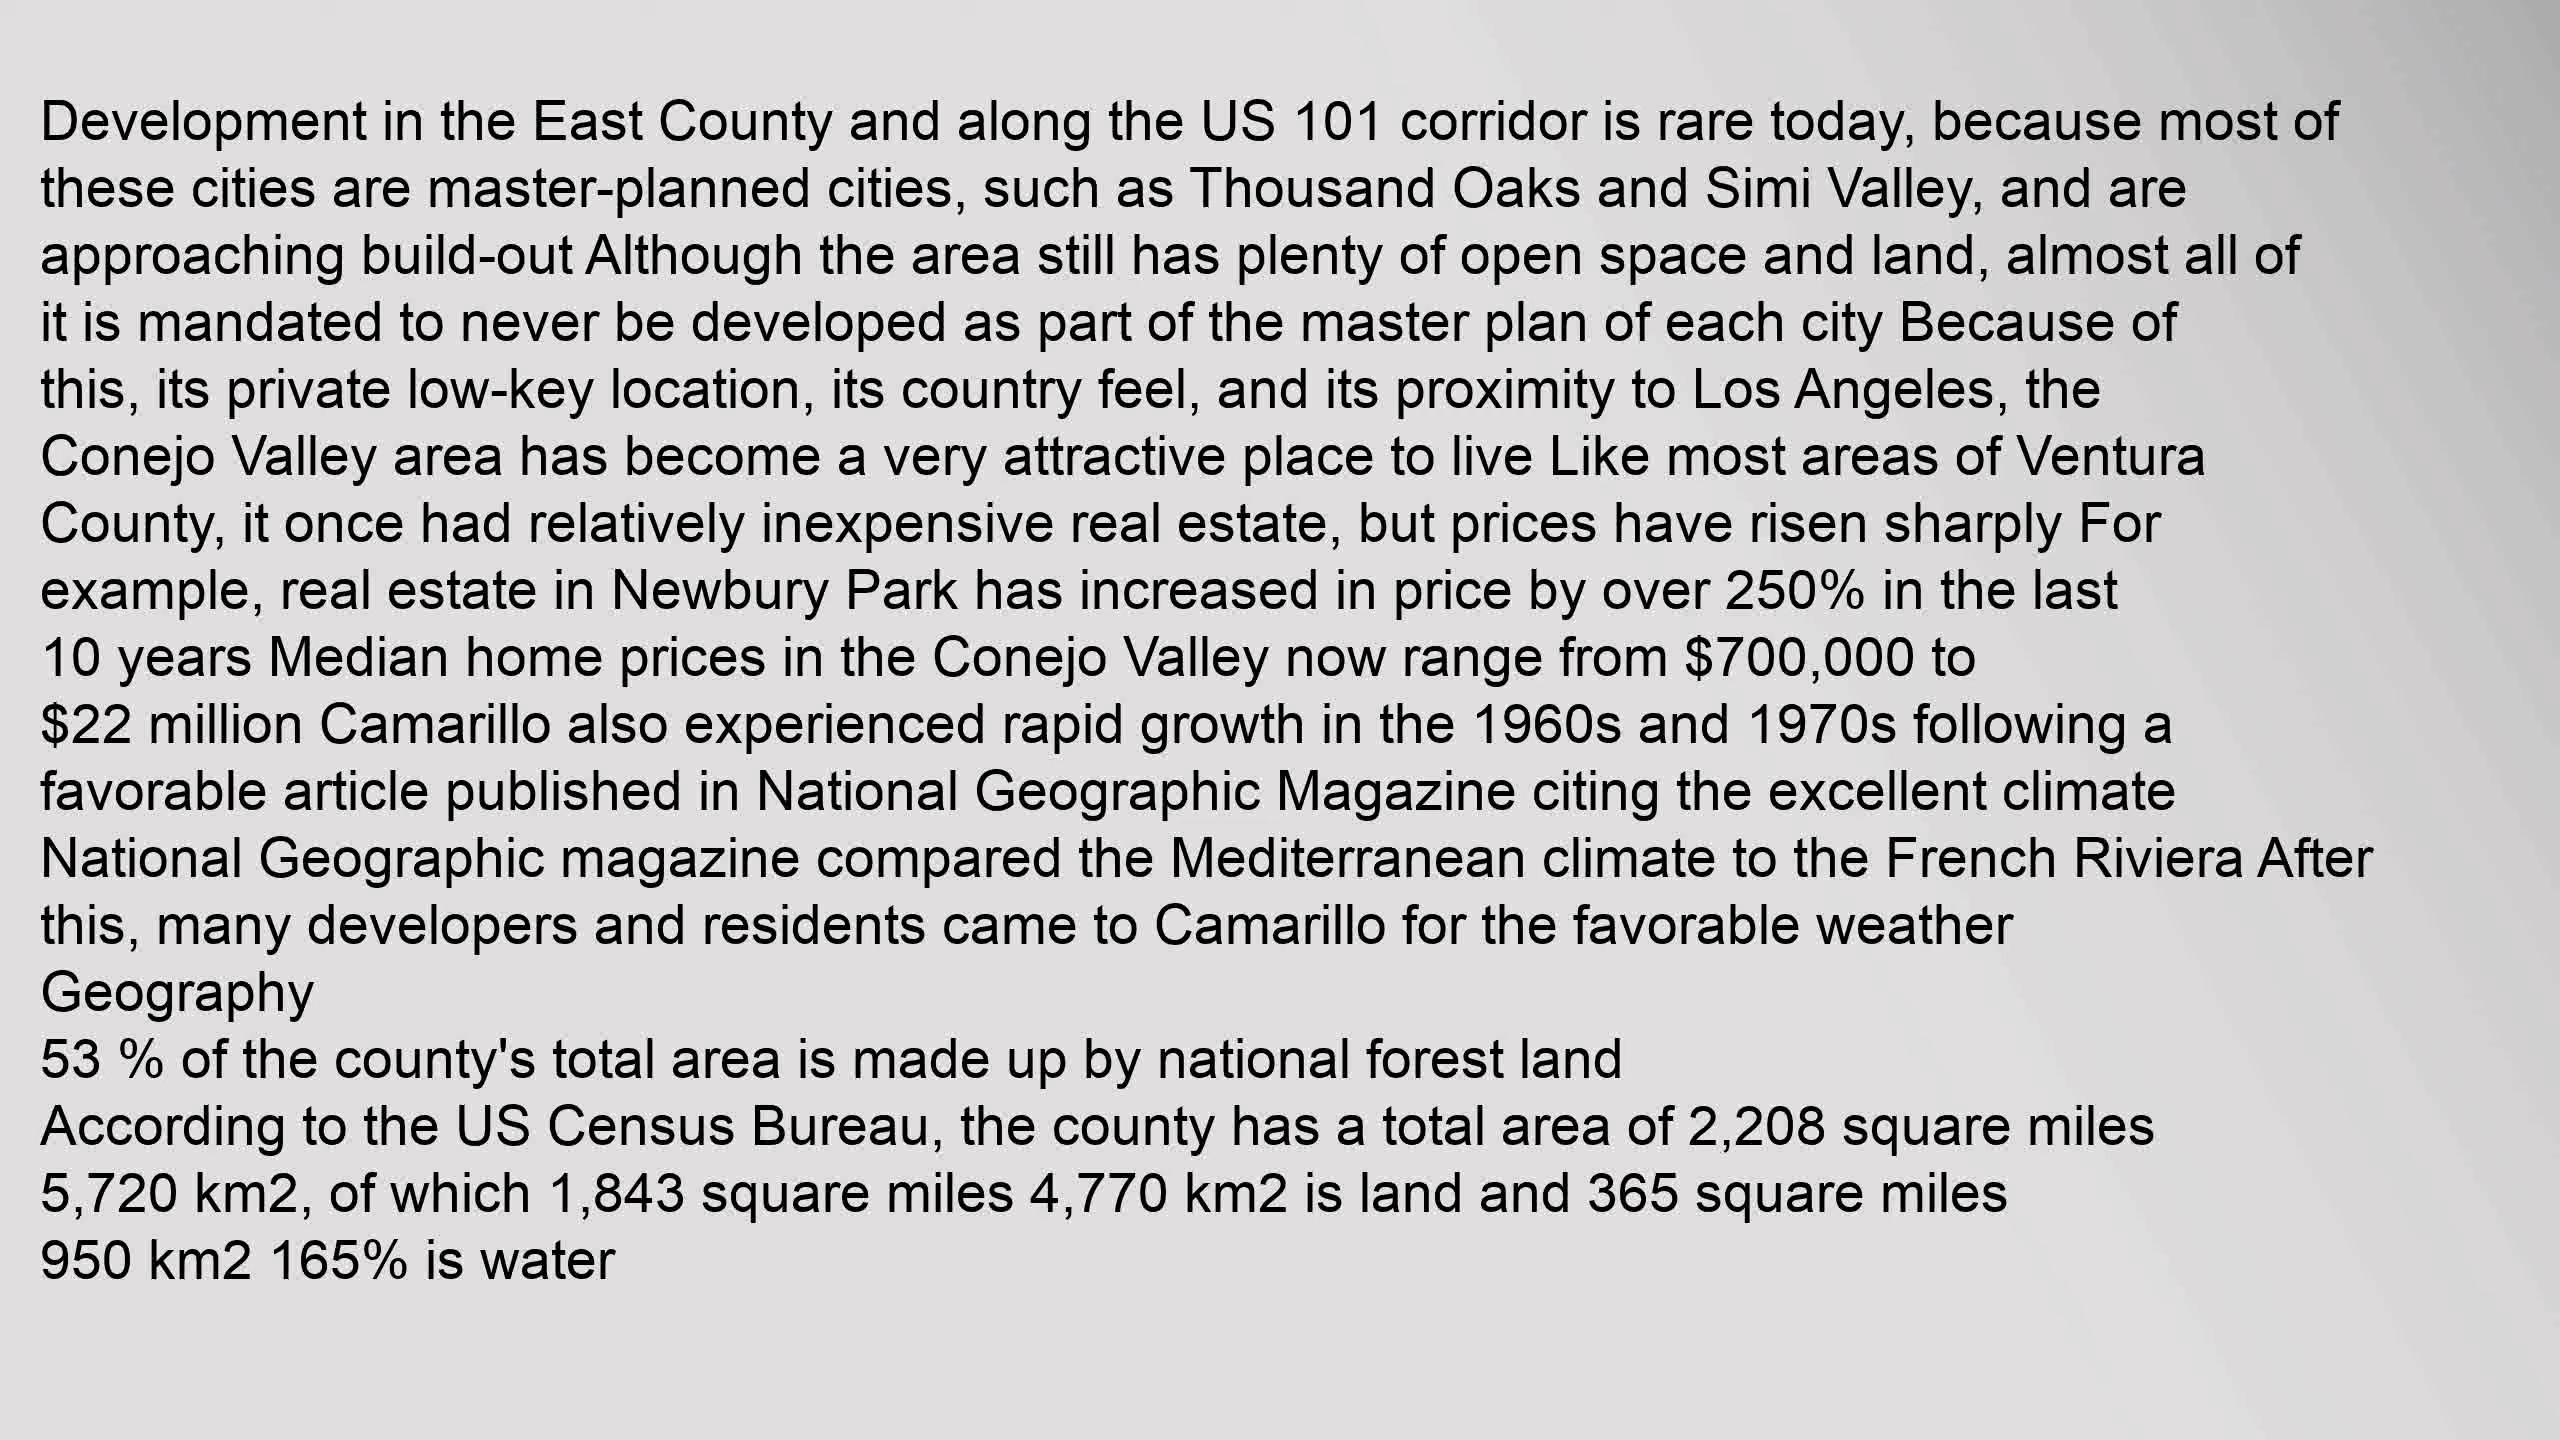 Development in the East County and along the US 101 corridor is rare today, because most of
these cities are master-planned cities, such as Thousand Oaks and Simi Valley, and are
approaching build-out Although the area still has plenty of open space and land, almost all of
it is mandated to never be developed as part of the master plan of each city Because of
this, its private low-key location, its country feel, and its proximity to Los Angeles, the
Conejo Valley area has become a very attractive place to live Like most areas of Ventura
County, it once had relatively inexpensive real estate, but prices have risen sharply For
example, real estate in Newbury Park has increased in price by over 250% in the last
10 years Median home prices in the Conejo Valley now range from $700,000 to
$22 million Camarillo also experienced rapid growth in the 1960s and 1970s following a
favorable article published in National Geographic Magazine citing the excellent climate
National Geographic magazine compared the Mediterranean climate to the French Riviera After
this, many developers and residents came to Camarillo for the favorable weather
Geography
53 % of the county's total area is made up by national forest land
According to the US Census Bureau, the county has a total area of 2,208 square miles
5,720 km2, of which 1,843 square miles 4,770 km2 is land and 365 square miles
950 km2 165% is water